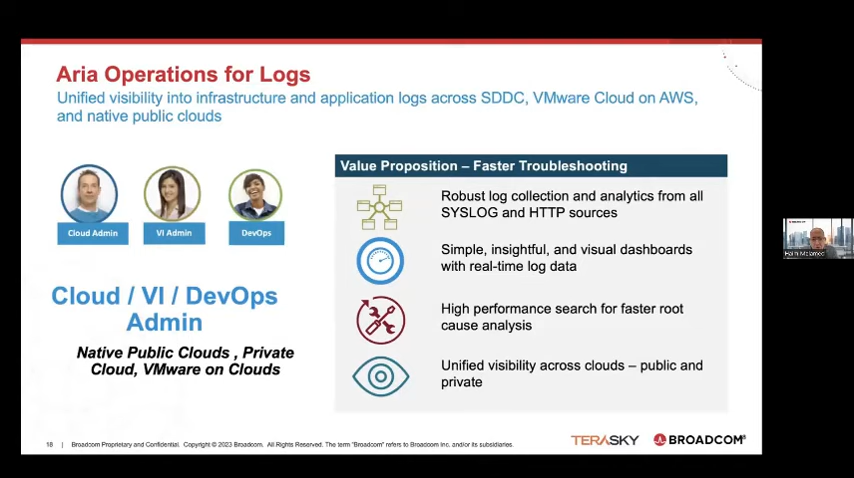 Aria Operations for Logs
Unified visibility into infrastructure and application logs across SDDC, VMware Cloud on AWS,
and native public clouds
Cloud Admin
VI Admin
DevOps
Cloud / VI / DevOps
Admin
Native Public Clouds , Private
Cloud, VMware on Clouds
Value Proposition – Faster Troubleshooting
Robust log collection and analytics from all
SYSLOG and HTTP sources
Simple, insightful, and visual dashboards
with real-time log data
High performance search for faster root
cause analysis
Unified visibility across clouds – public and
private
18 | Broadcom Proprietary and Confidential. Copyright © 2023 Broadcom. All Rights Reserved. The term "Broadcom" refers to Broadcom Inc. and/or its subsidiaries.
TERASKY
BROADCOM®